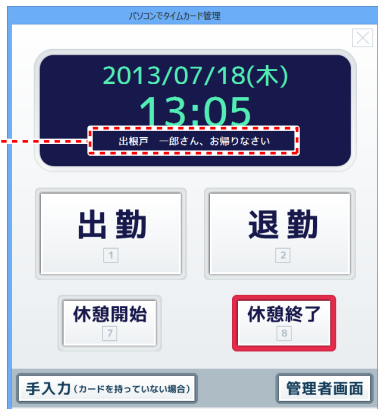 パソコンでタイムカード管理
2013/07/18(木)
13:05
出根戸　一郎さん、お帰りなさい
出勤
1
退勤
2
休憩開始
7
休憩終了
8
手入力(カードを持っていない場合)
管理者画面